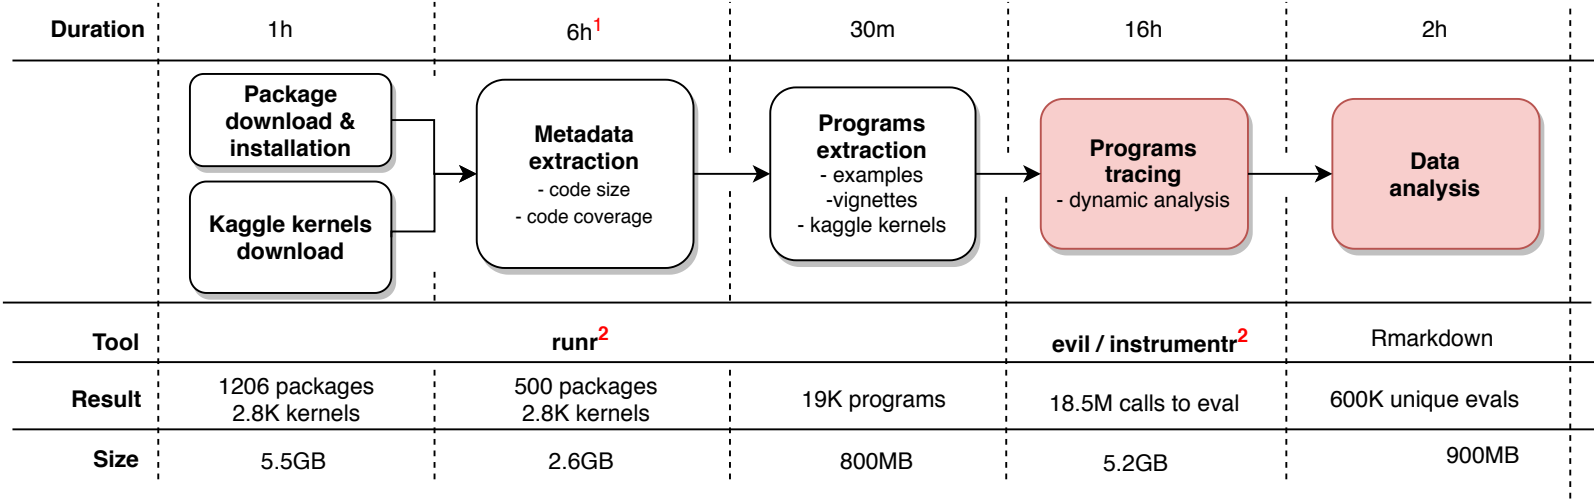 Duration 1h 6h1 30m 16h 2h
Package
download &
installation
Kaggle kernels
download
Metadata
extraction
- code size
- code coverage
Programs
extraction
- examples
-vignettes
- kaggle kernels
Programs
tracing
- dynamic analysis
Data
analysis
Tool runr2 evil / instrumentr2 Rmarkdown
Result 1206 packages 500 packages 19K programs 18.5M calls to eval 600K unique evals
2.8K kernels 2.8K kernels
Size 5.5GB 2.6GB 800MB 5.2GB 900MB